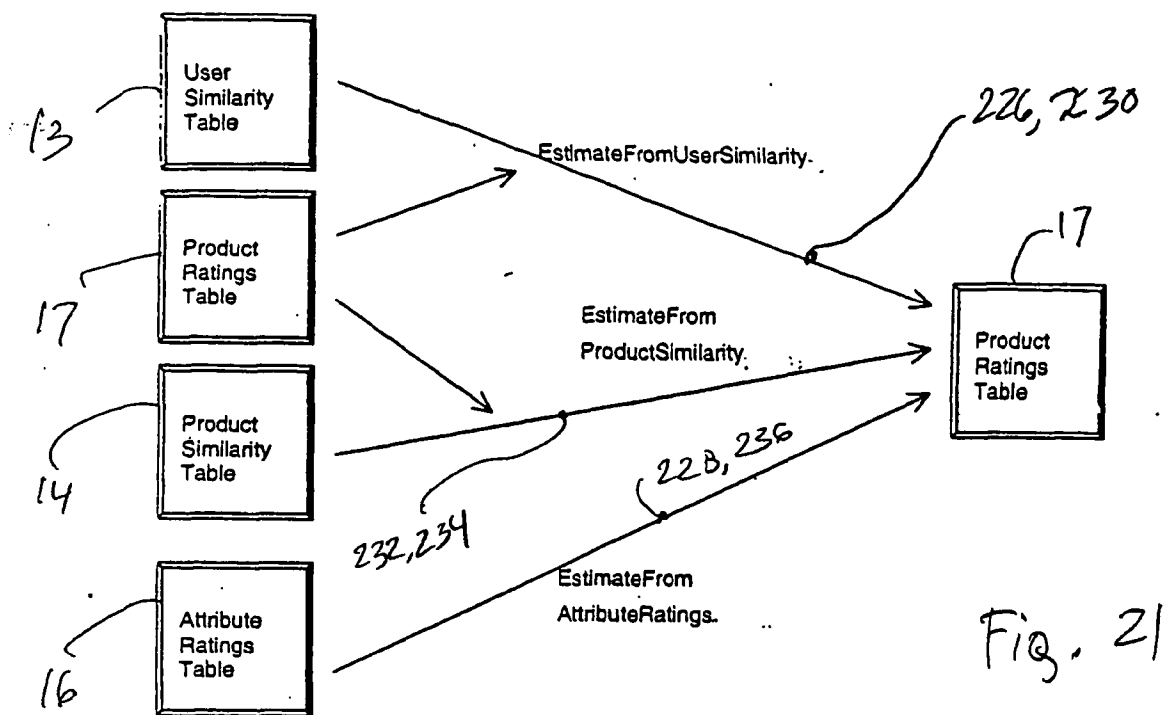 User
Similarity
Table
13
226, 230
EstimateFromUserSimilarity.
Product
Ratings
Table
17
17
Product
Ratings
Table
EstimateFrom
ProductSimilarity.
Product
Similarity
Table
14
228, 236
232, 234
EstimateFrom
AttributeRatings.
Attribute
Ratings
Table
16
Fig. 21